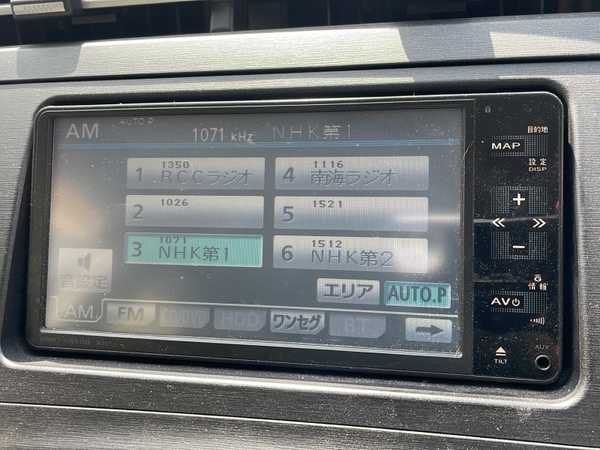 AM AUTO.P 1071 kHz NHK第1
1 1350 RCCラジオ
4 1116 南海ラジオ
2 1026
5 1521
3 1071 NHK第1
6 1512 NHK第2
音設定
エリア AUTO.P
AM FM HDD ワンセグ BT
目的地
MAP
設定
DISP
+
−
情報
AV
TILT
AUX